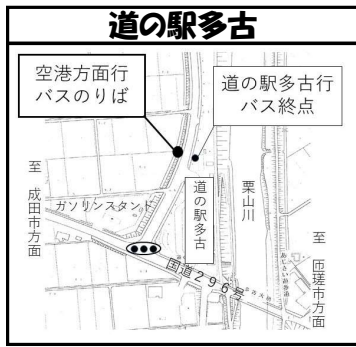 道の駅多古
空港方面行
バスのりば
道の駅多古行
バス終点
至 成田市方面
ガソリンスタンド
道の駅多古
栗山川
至 匝瑳市方面
国道296号